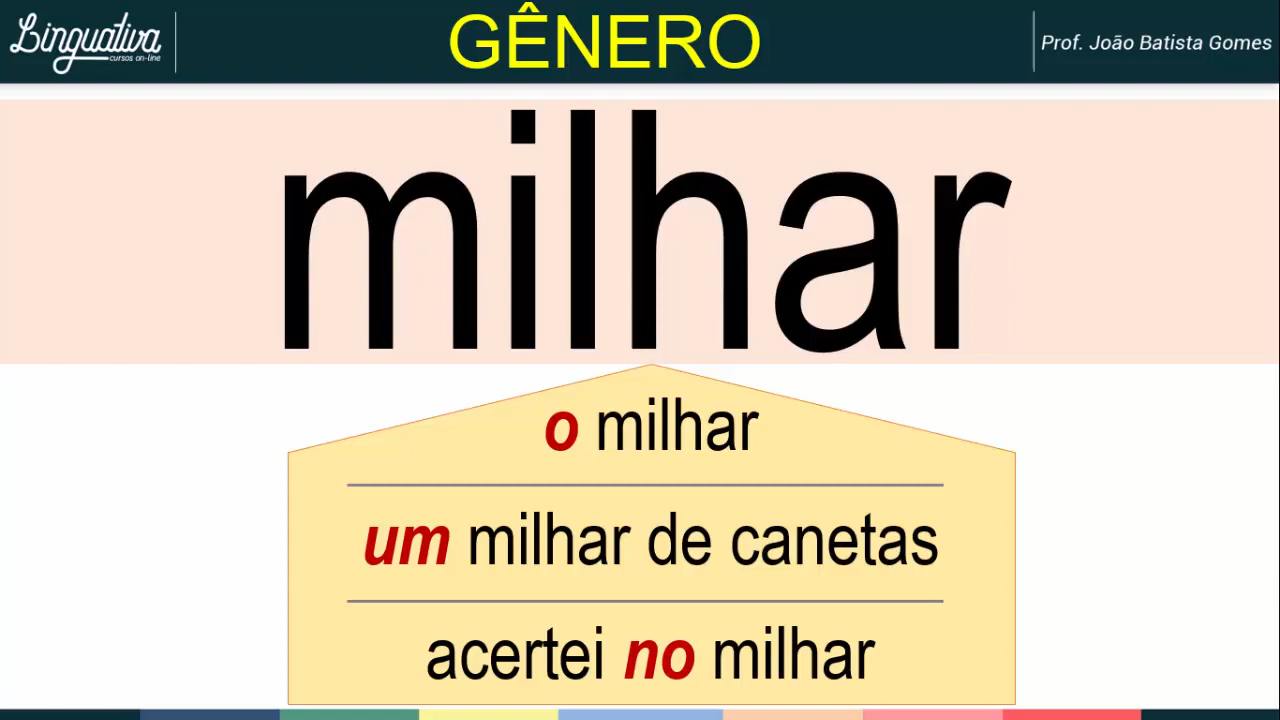 Linguativa
cursos on-line
GÊNERO
Prof. João Batista Gomes
milhar
o milhar
um milhar de canetas
acertei no milhar